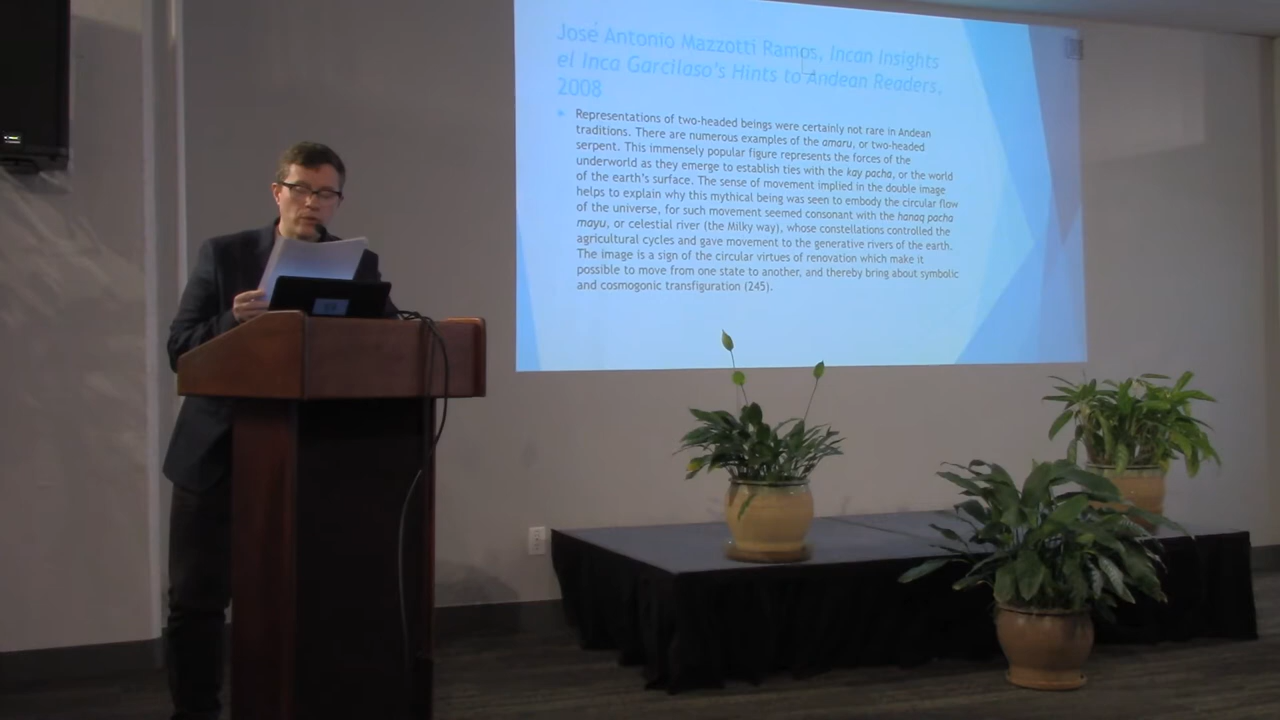 José Antonio Mazzotti Ramos, Incan Insights
el Inca Garcilaso's Hints to Andean Readers,
2008
Representations of two-headed beings were certainly not rare in Andean
traditions. There are numerous examples of the amaru, or two-headed
serpent. This immensely popular figure represents the forces of the
underworld as they emerge to establish ties with the kay pacha, or the world
of the earth's surface. The sense of movement implied in the double image
helps to explain why this mythical being was seen to embody the circular flow
of the universe, for such movement seemed consonant with the hanaq pacha
mayu, or celestial river (the Milky way), whose constellations controlled the
agricultural cycles and gave movement to the generative rivers of the earth.
The image is a sign of the circular virtues of renovation which make it
possible to move from one state to another, and thereby bring about symbolic
and cosmogonic transfiguration (245).